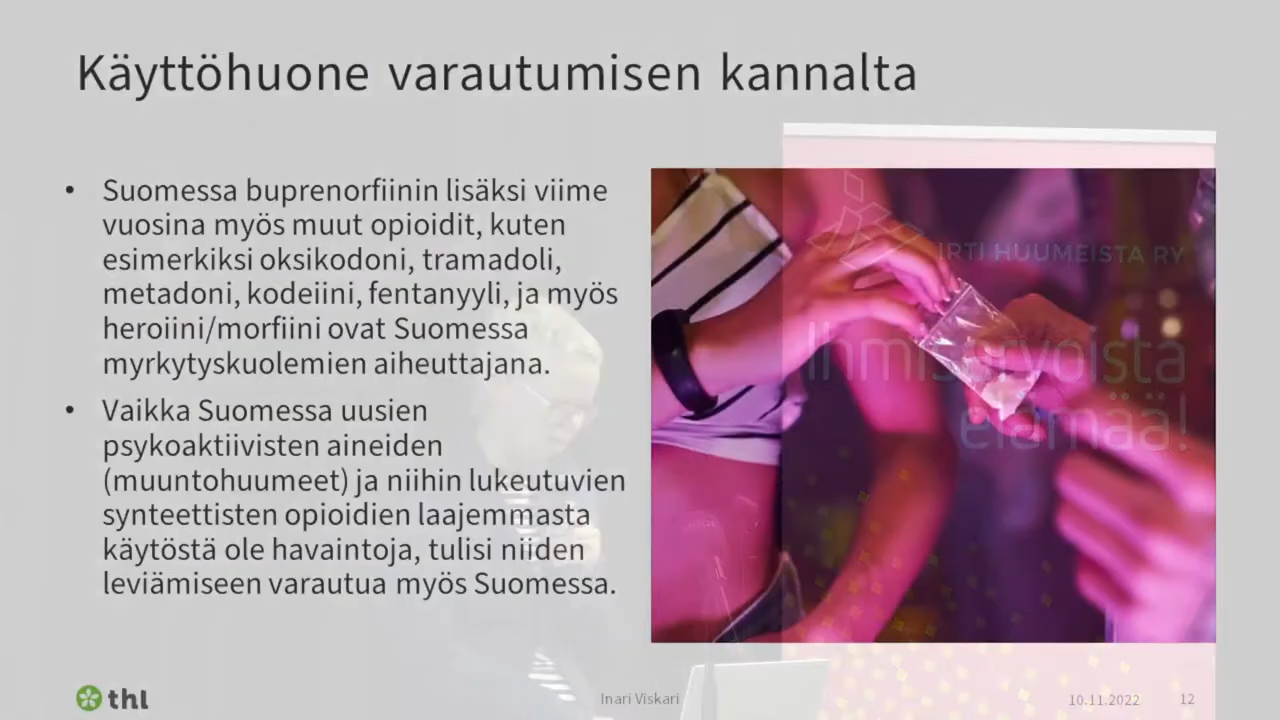 Käyttöhuone varautumisen kannalta
• Suomessa buprenorfiinin lisäksi viime
vuosina myös muut opioidit, kuten
esimerkiksi oksikodoni, tramadoli,
metadoni, kodeiini, fentanyyli, ja myös
heroiini/morfiini ovat Suomessa
myrkytyskuolemien aiheuttajana.
• Vaikka Suomessa uusien
psykoaktiivisten aineiden
(muuntohuumeet) ja niihin lukeutuvien
synteettisten opioidien laajemmasta
käytöstä ole havaintoja, tulisi niiden
leviämiseen varautua myös Suomessa.
IRTI HUUMEISTA RY
Ihmisarvoista
elämää!
thl
Inari Viskari
10.11.2022
12